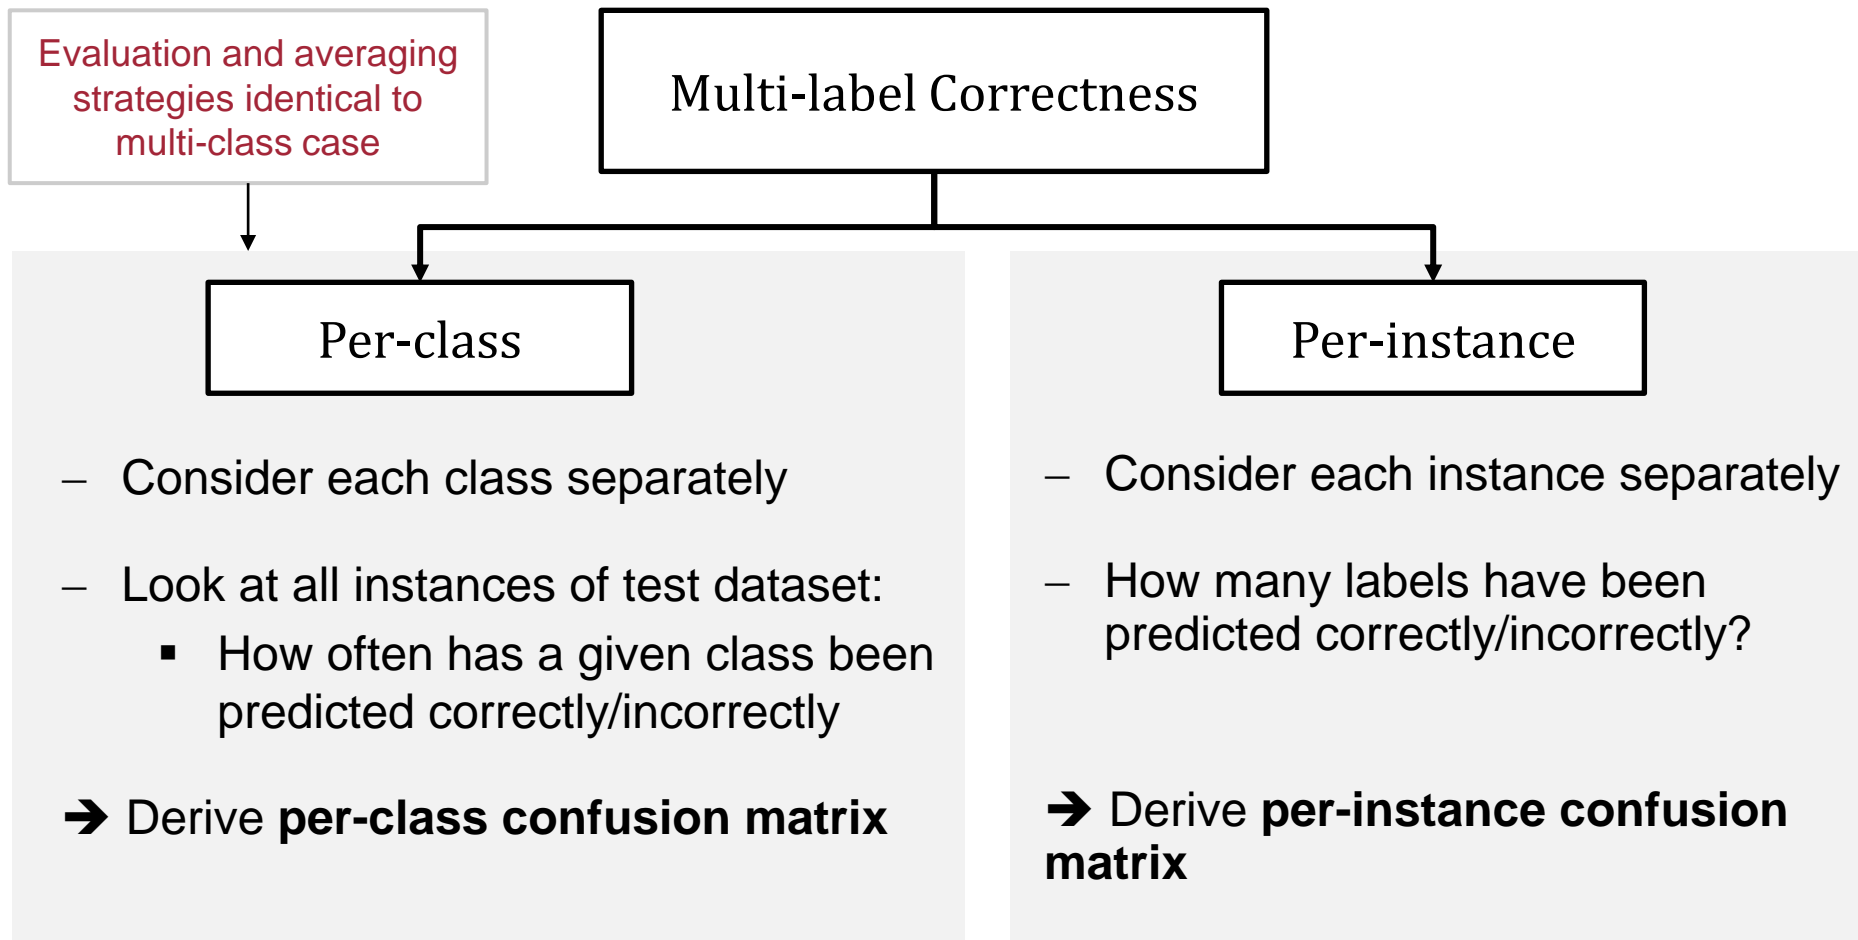 Evaluation and averaging
strategies identical to
multi-class case
Multi-label Correctness
Per-class
– Consider each class separately
– Look at all instances of test dataset:
▪ How often has a given class been
predicted correctly/incorrectly
➔ Derive per-class confusion matrix
Per-instance
– Consider each instance separately
– How many labels have been
predicted correctly/incorrectly?
➔ Derive per-instance confusion
matrix